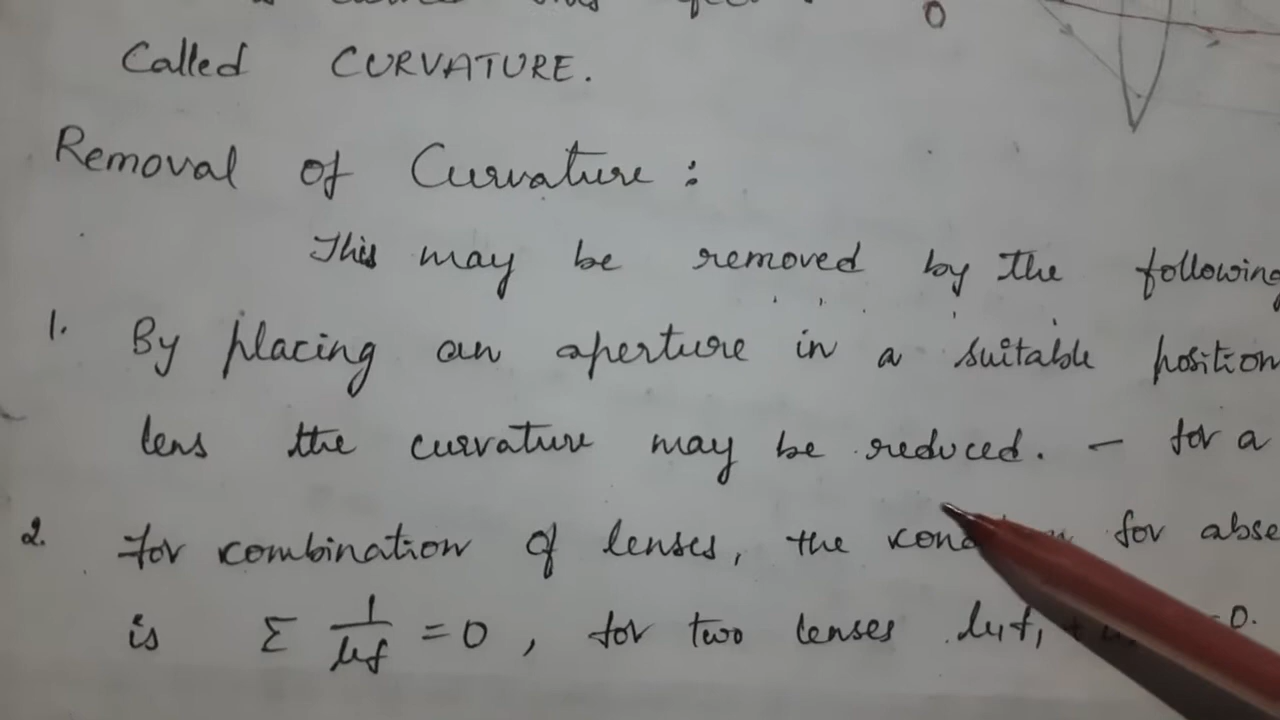 O
Called CURVATURE.
Removal of Curvature :
This may be removed by the following
1. By placing an aperture in a suitable position
lens the curvature may be reduced. - for a
2. For combination of lenses, the for
is Σ 1/μf = 0, for two lenses μ₁f₁ + =0.